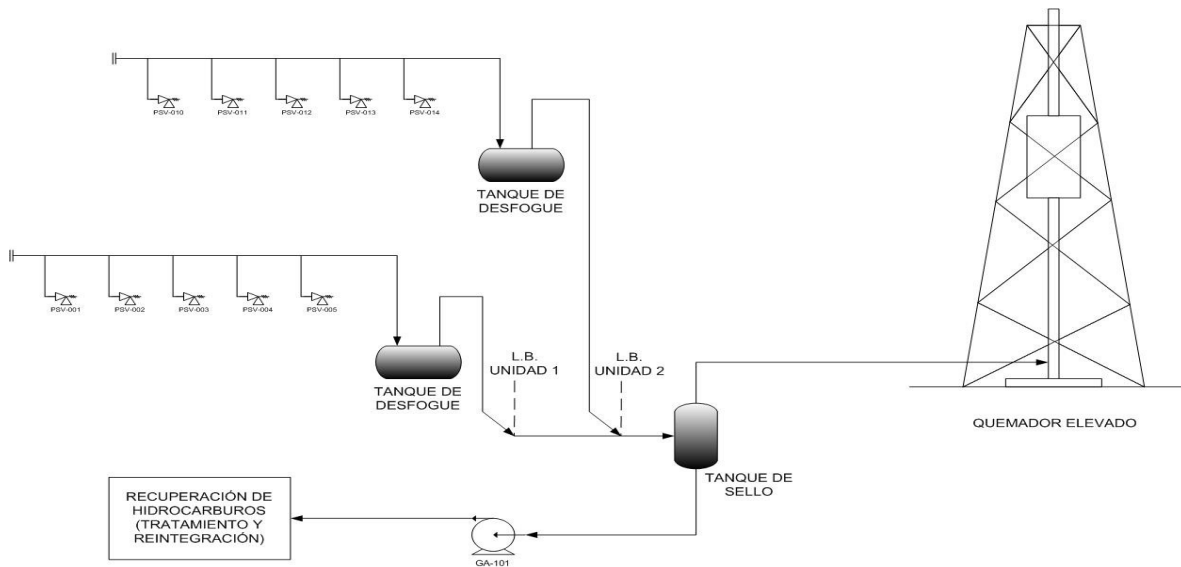 PSV-010
PSV-011
PSV-012
PSV-013
PSV-014
TANQUE DE
DESFOGUE
PSV-001
PSV-002
PSV-003
PSV-004
PSV-005
TANQUE DE
DESFOGUE
L.B.
UNIDAD 1
L.B.
UNIDAD 2
QUEMADOR ELEVADO
TANQUE DE
SELLO
RECUPERACIÓN DE
HIDROCARBUROS
(TRATAMIENTO Y
REINTEGRACIÓN)
GA-101